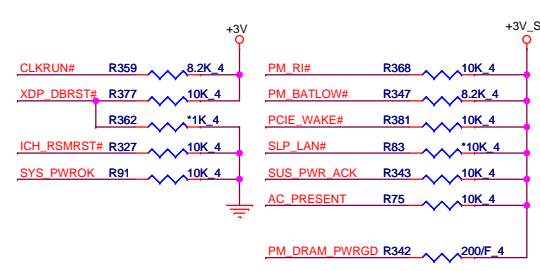 +3V
CLKRUN# R359 8.2K_4
XDP_DBRST# R377 10K_4
R362 *1K_4
ICH_RSMRST# R327 10K_4
SYS_PWROK R91 10K_4
+3V_S
PM_RI# R368 10K_4
PM_BATLOW# R347 8.2K_4
PCIE_WAKE# R381 10K_4
SLP_LAN# R83 *10K_4
SUS_PWR_ACK R343 10K_4
AC_PRESENT R75 10K_4
PM_DRAM_PWRGD R342 200/F_4